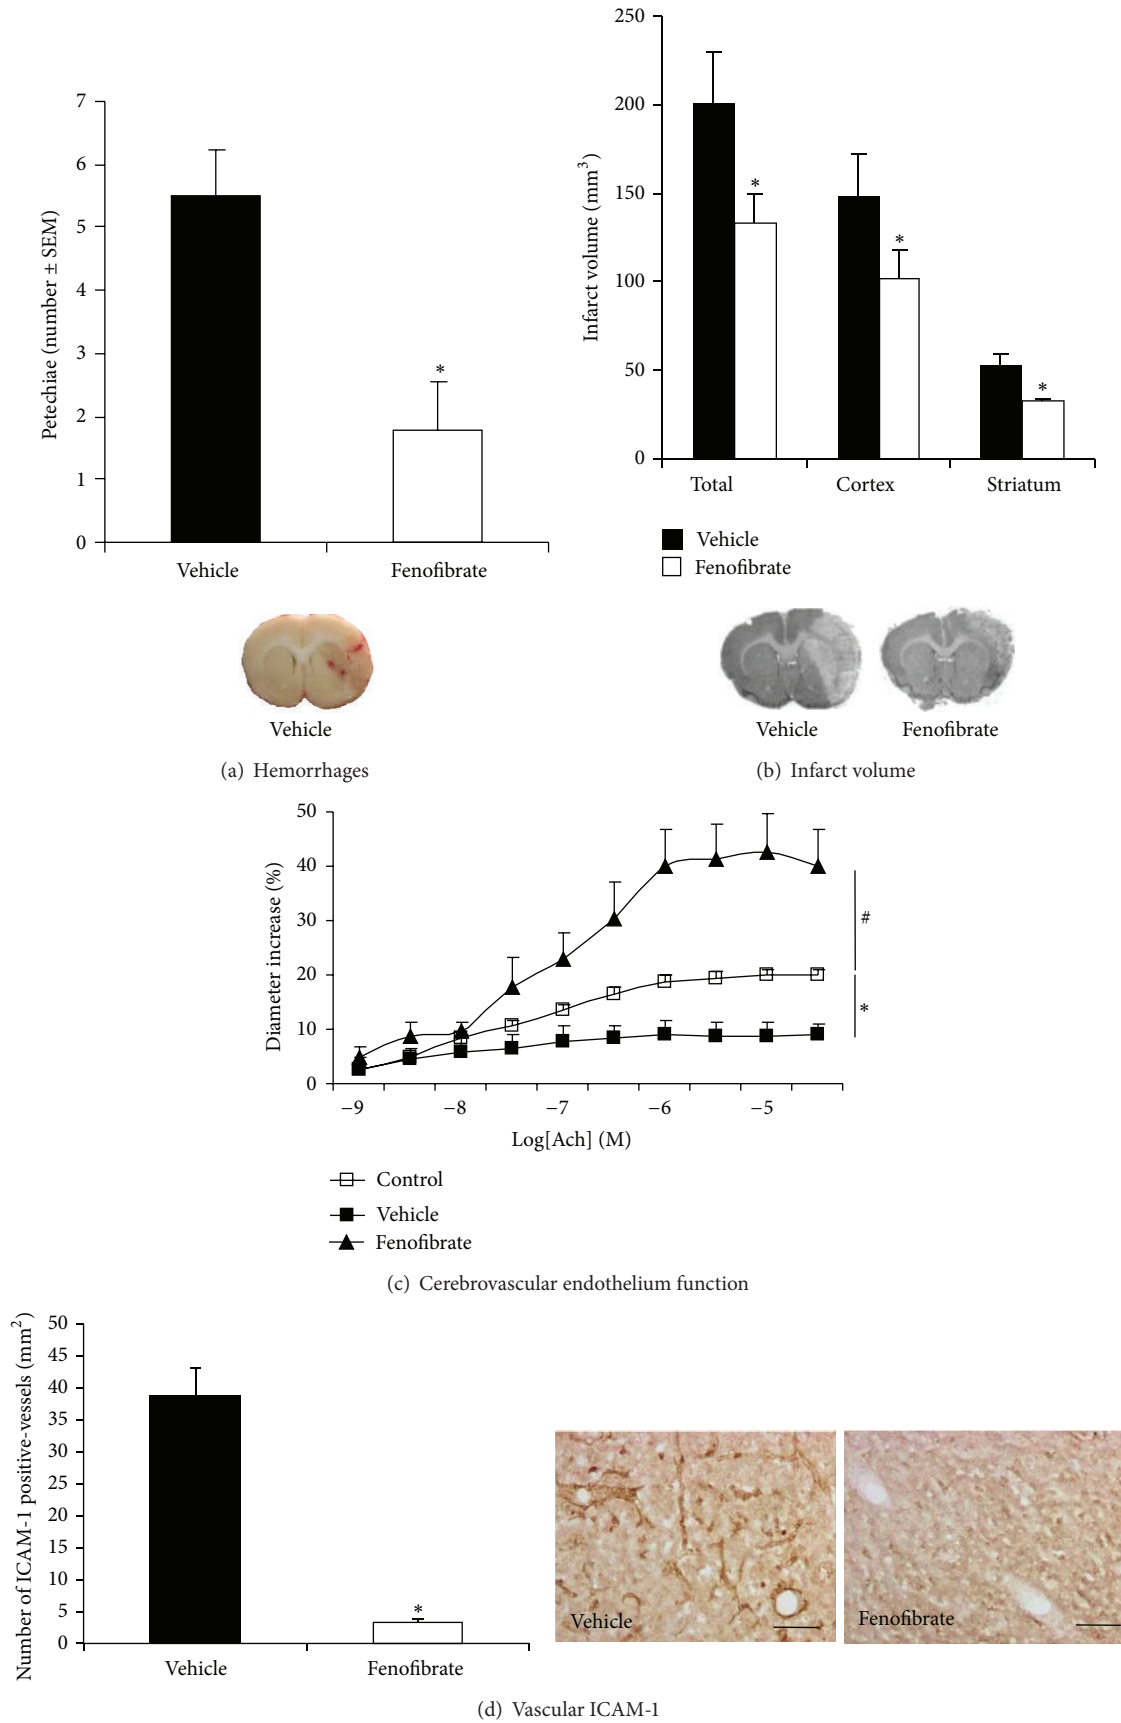 7
6
5
4
3
2
1
0
Petechiae (number ± SEM)
*
Vehicle
Fenofibrate
Vehicle
(a) Hemorrhages
250
200
150
100
50
0
Infarct volume (mm³)
*
*
*
Total
Cortex
Striatum
Vehicle
Fenofibrate
Vehicle
Fenofibrate
(b) Infarct volume
50
40
30
20
10
0
Diameter increase (%)
#
*
−9
−8
−7
−6
−5
Log[Ach] (M)
Control
Vehicle
Fenofibrate
(c) Cerebrovascular endothelium function
50
45
40
35
30
25
20
15
10
5
0
Number of ICAM-1 positive-vessels (mm²)
*
Vehicle
Fenofibrate
Vehicle
Fenofibrate
(d) Vascular ICAM-1